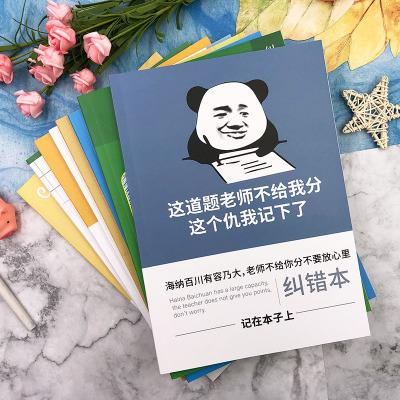 这道题老师不给我分
这个仇我记下了
海纳百川有容乃大,老师不给你分不要放心里
Haina Baichuan has a large capacity,
the teacher does not give you points,
don't worry.
纠错本
记在本子上